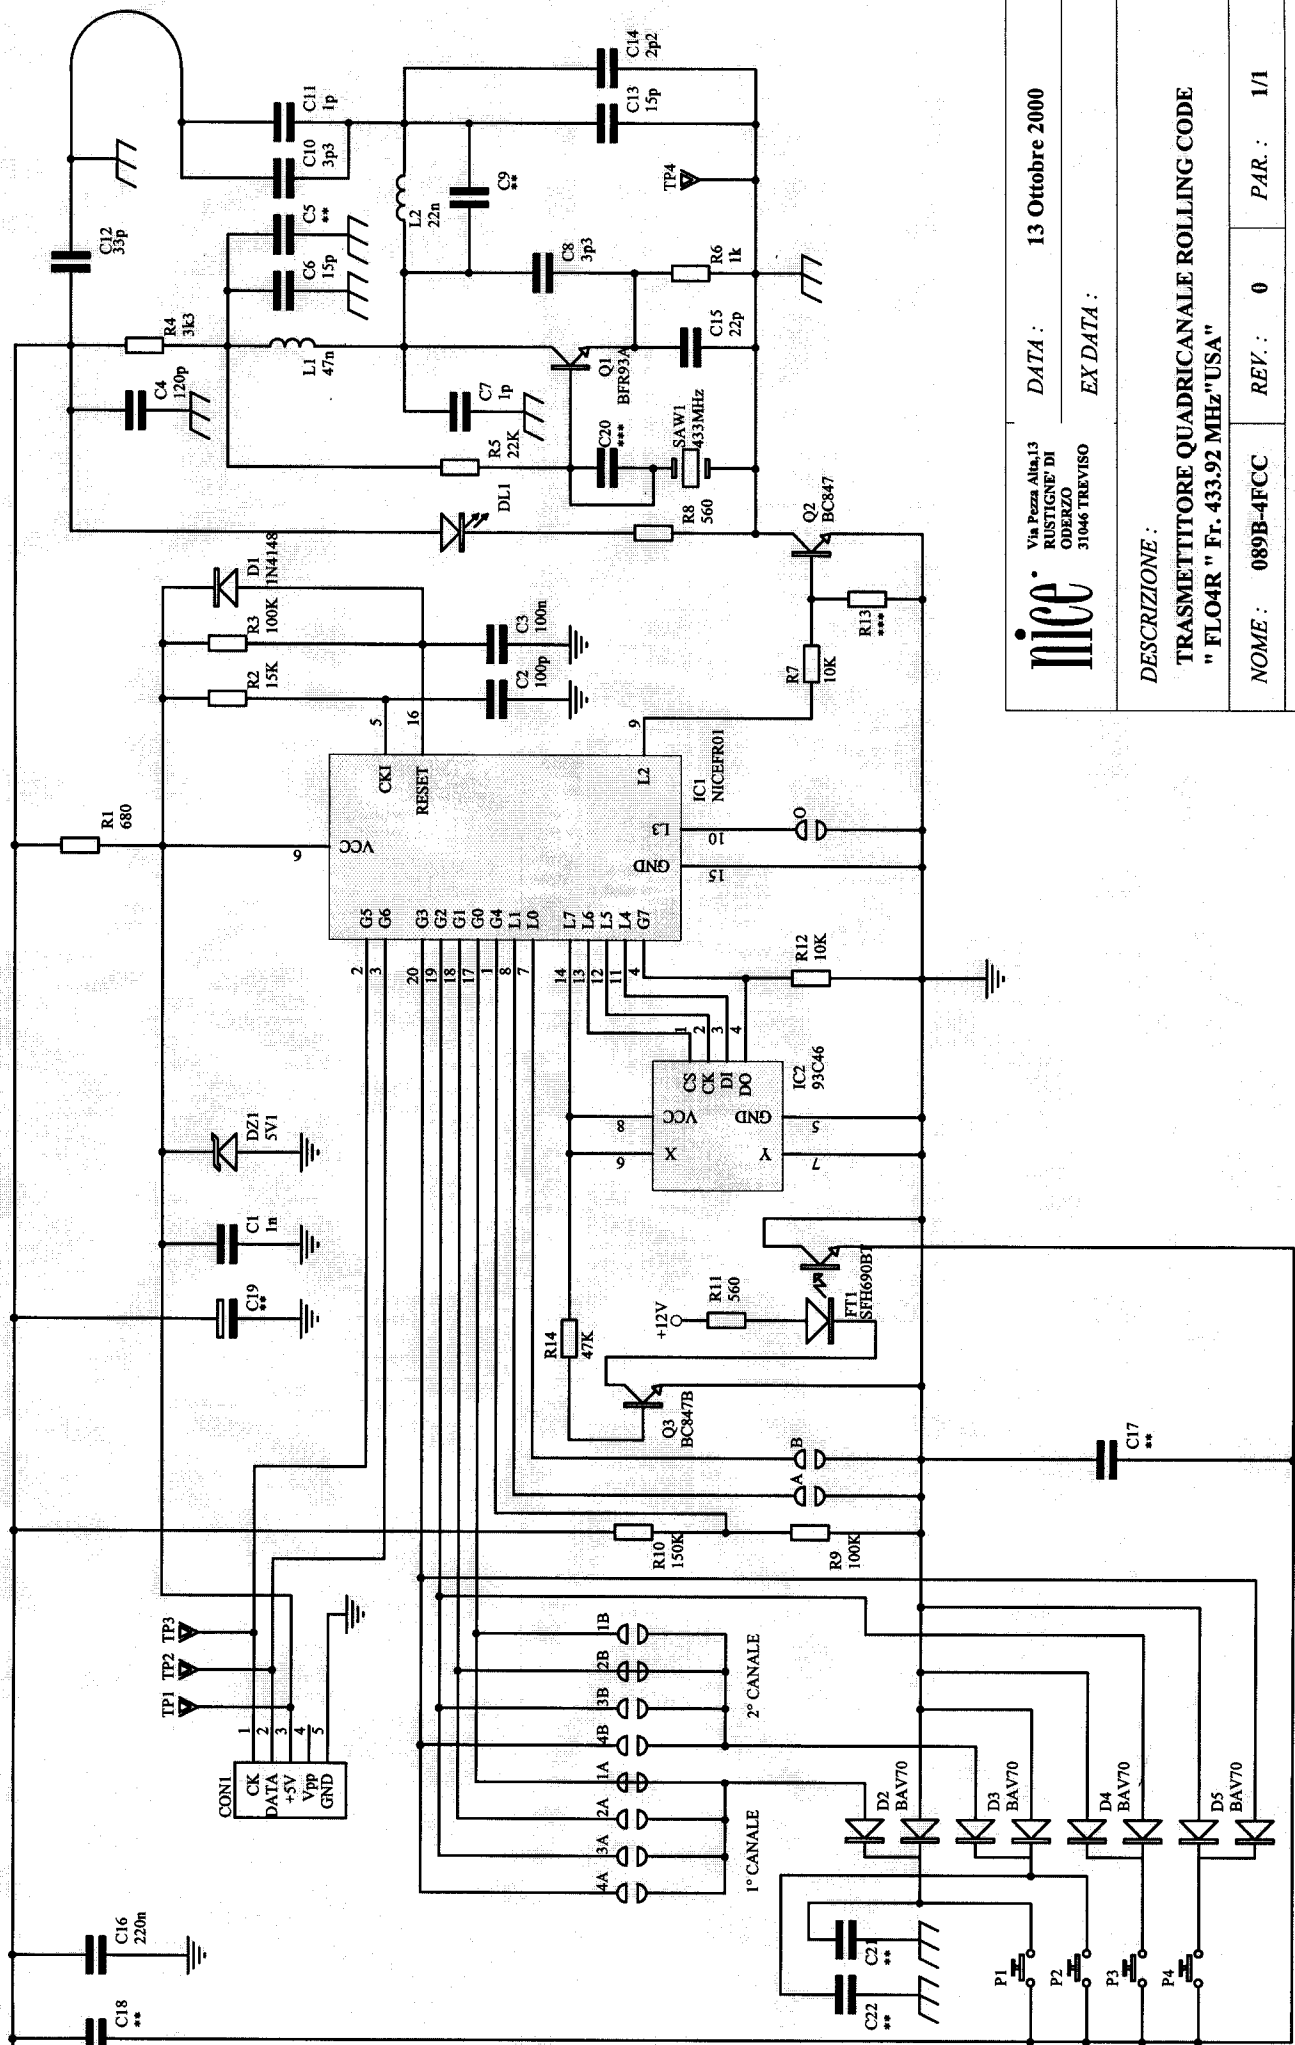 C18
**
C16
220n
R1
680
C4
120p
R4
3k3
C12
33p
C6
15p
C5
**
C10
3p3
C11
1p
C14
2p2
C13
15p
L1
47n
L2
22n
C9
**
C8
3p3
TP4
R6
1k
C15
22p
Q1
BFR93A
C7
1p
R5
22K
C20
***
SAW1
433MHz
DL1
R8
560
Q2
BC847
R13
***
R7
10K
R2
15K
R3
100K
D1
1N4148
C2
100p
C3
100n
5
16
CKI
RESET
VCC
6
L2
9
IC1
NICEFR01
L3
10
O
GND
15
G5
G6
G3
G2
G1
G0
G4
L1
L0
L7
L6
L5
L4
G7
2
3
20
19
18
17
1
8
7
14
13
12
11
4
R12
10K
1
2
3
4
CS
CK
DI
DO
VCC
GND
X
Y
8
6
5
7
IC2
93C46
DZ1
5V1
C1
1n
C19
**
R14
47K
Q3
BC847B
+12V
R11
560
FT1
SFH690BT
A
B
C17
**
R10
150K
R9
100K
TP1
TP2
TP3
CON1
CK
DATA
+5V
Vpp
GND
1
2
3
4
5
4A
3A
2A
1A
4B
3B
2B
1B
1° CANALE
2° CANALE
D2
BAV70
D3
BAV70
D4
BAV70
D5
BAV70
C21
**
C22
**
P1
P2
P3
P4
nice
Via Pezza Alta,13
RUSTIGNE' DI
ODERZO
31046 TREVISO
DATA :
13 Ottobre 2000
EX DATA :
DESCRIZIONE :
TRASMETTITORE QUADRICANALE ROLLING CODE
" FLO4R " Fr. 433.92 MHz"USA"
NOME :
089B-4FCC
REV. :
0
PAR. :
1/1